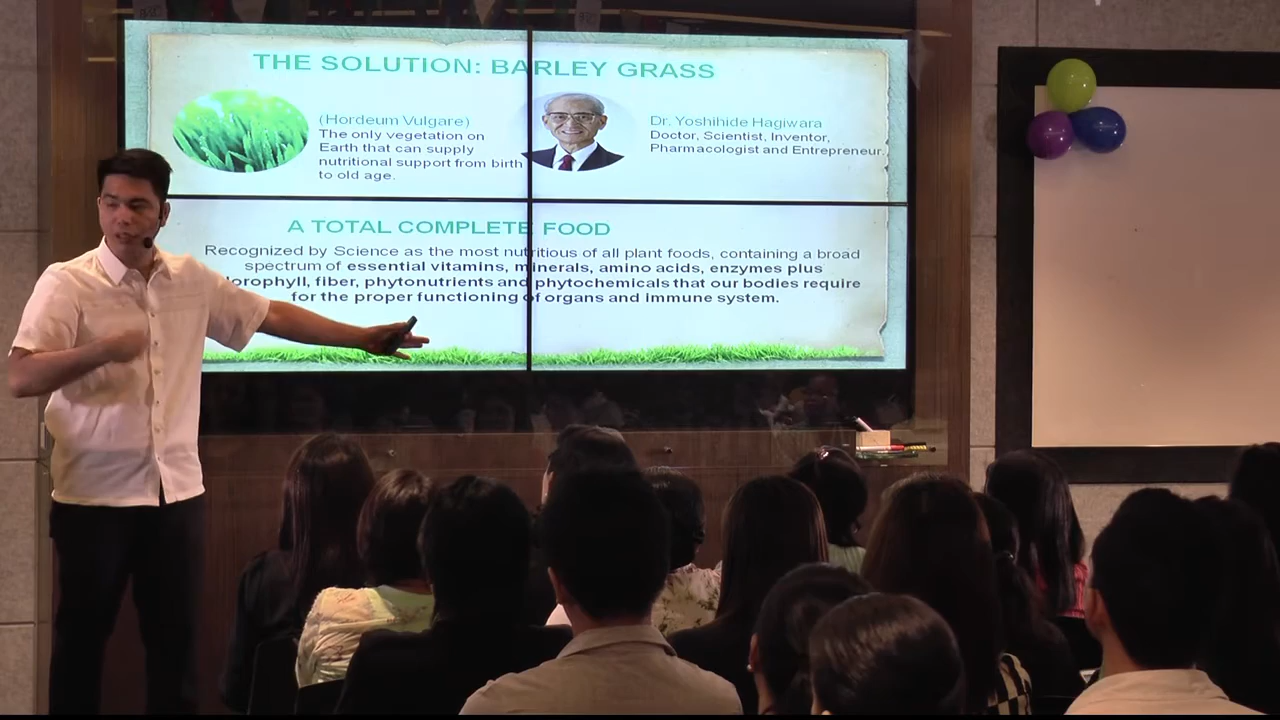 THE SOLUTION: BARLEY GRASS
(Hordeum Vulgare)
The only vegetation on
Earth that can supply
nutritional support from birth
to old age.
Dr. Yoshihide Hagiwara
Doctor, Scientist, Inventor,
Pharmacologist and Entrepreneur.
A TOTAL COMPLETE FOOD
Recognized by Science as the most nutritious of all plant foods, containing a broad
spectrum of essential vitamins, minerals, amino acids, enzymes plus
lorophyll, fiber, phytonutrients and phytochemicals that our bodies require
for the proper functioning of organs and immune system.